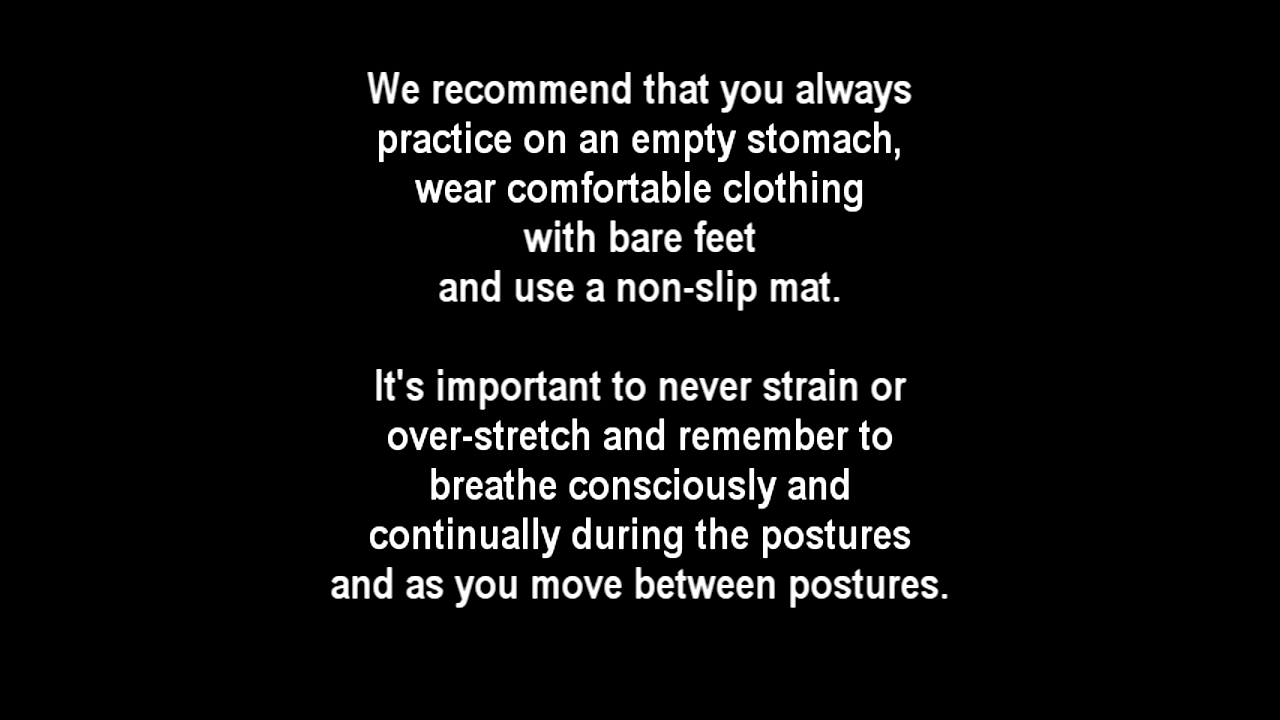 We recommend that you always
practice on an empty stomach,
wear comfortable clothing
with bare feet
and use a non-slip mat.
It's important to never strain or
over-stretch and remember to
breathe consciously and
continually during the postures
and as you move between postures.